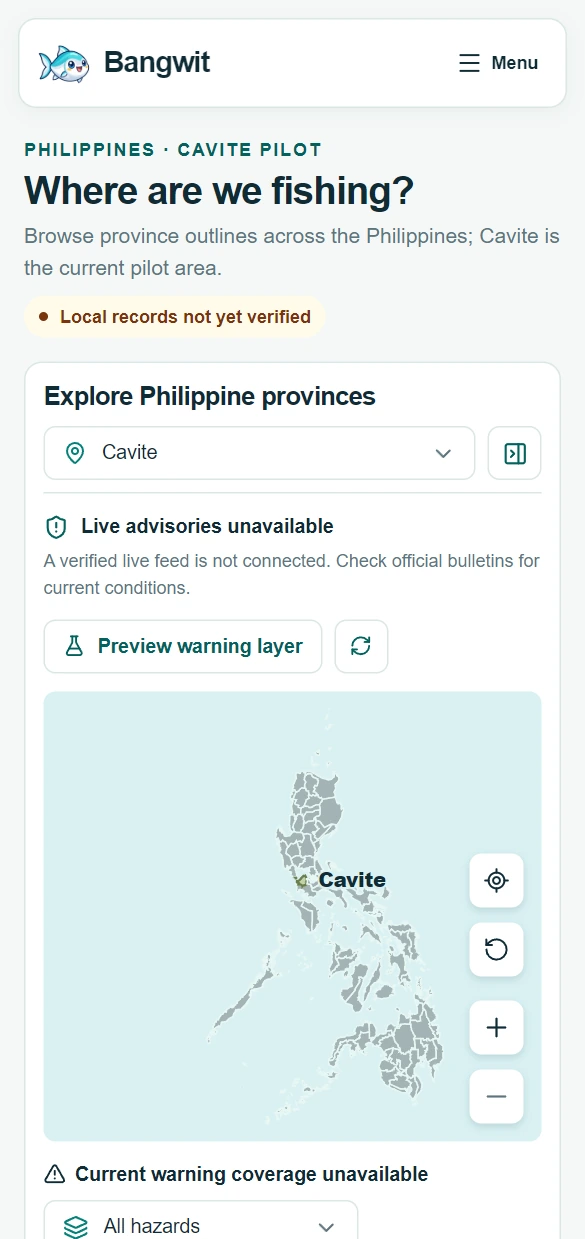 Bangwit
Menu
PHILIPPINES · CAVITE PILOT
Where are we fishing?
Browse province outlines across the Philippines; Cavite is
the current pilot area.
Local records not yet verified
Explore Philippine provinces
Cavite
Live advisories unavailable
A verified live feed is not connected. Check official bulletins for
current conditions.
Preview warning layer
Cavite
Current warning coverage unavailable
All hazards